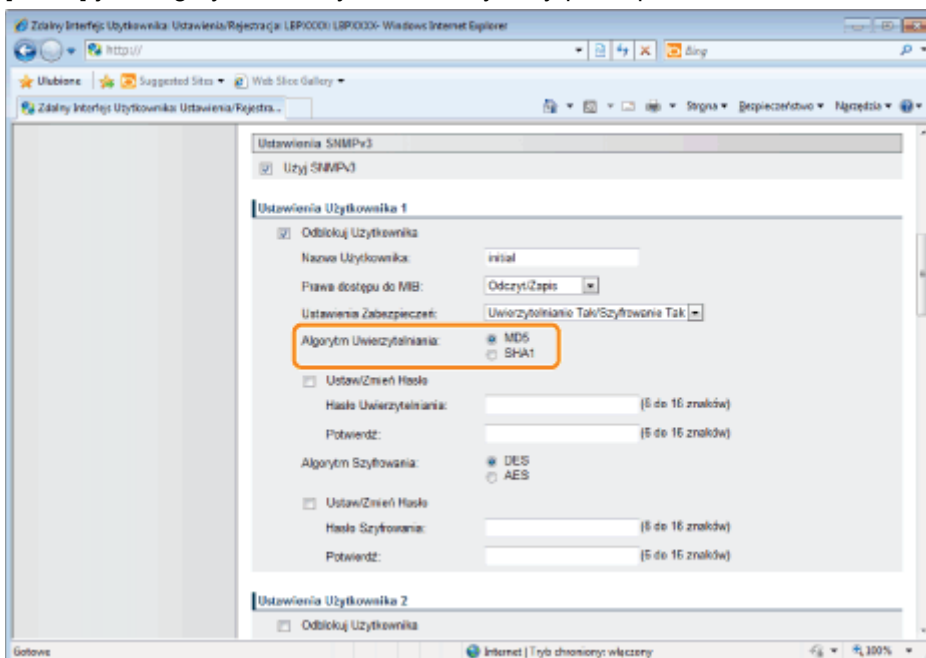 Zdalny Interfejs Użytkownika: Ustawienia/Rejestracja: LBPXXXX: LBPXXXX- Windows Internet Explorer
http://
Bing
Ulubione Suggested Sites Web Slice Gallery
Zdalny Interfejs Użytkownika: Ustawienia/Rejestra... Strona Bezpieczeństwo Narzędzia
Ustawienia SNMPv3
Użyj SNMPv3
Ustawienia Użytkownika 1
Odblokuj Użytkownika
Nazwa Użytkownika: initial
Prawa dostępu do MIB: Odczyt/Zapis
Ustawienia Zabezpieczeń: Uwierzytelnianie Tak/Szyfrowanie Tak
Algorytm Uwierzytelniania: MD5
SHA1
Ustaw/Zmień Hasło
Hasło Uwierzytelniania: (6 do 16 znaków)
Potwierdź: (6 do 16 znaków)
Algorytm Szyfrowania: DES
AES
Ustaw/Zmień Hasło
Hasło Szyfrowania: (6 do 16 znaków)
Potwierdź: (6 do 16 znaków)
Ustawienia Użytkownika 2
Odblokuj Użytkownika
Gotowe Internet | Tryb chroniony: włączony 100%